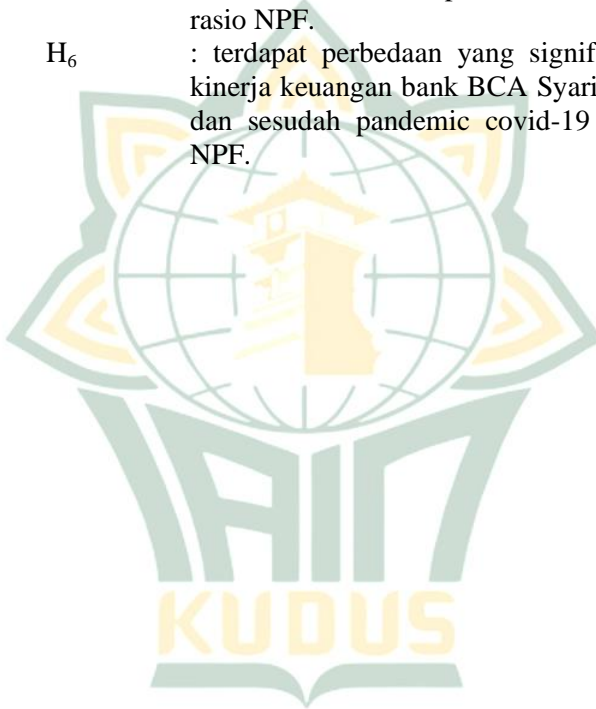 rasio NPF.
H₆ : terdapat perbedaan yang signif
kinerja keuangan bank BCA Syari
dan sesudah pandemic covid-19
NPF.
IAIN
KUDUS